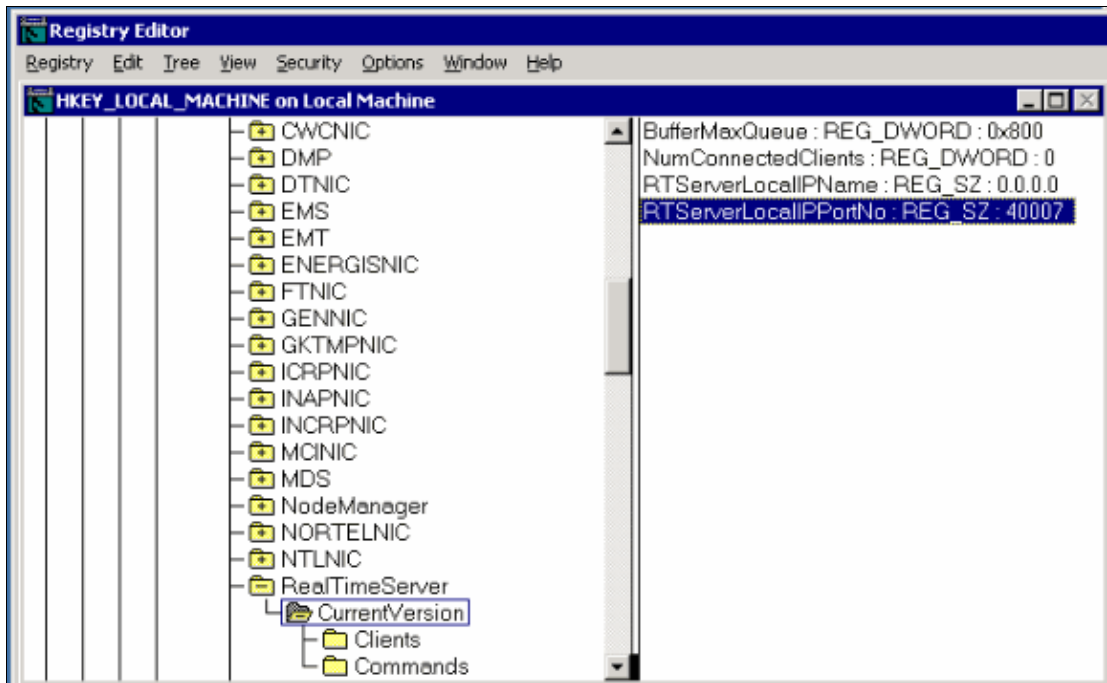 Registry Editor
Registry Edit Tree View Security Options Window Help
HKEY_LOCAL_MACHINE on Local Machine
CWCNIC
DMP
DTNIC
EMS
EMT
ENERGISNIC
FTNIC
GENNIC
GKTMPNIC
ICRPNIC
INAPNIC
INCRPNIC
MCINIC
MDS
NodeManager
NORTELNIC
NTLNIC
RealTimeServer
CurrentVersion
Clients
Commands
BufferMaxQueue : REG_DWORD : 0x800
NumConnectedClients : REG_DWORD : 0
RTServerLocalIPName : REG_SZ : 0.0.0.0
RTServerLocalIPPortNo : REG_SZ : 40007